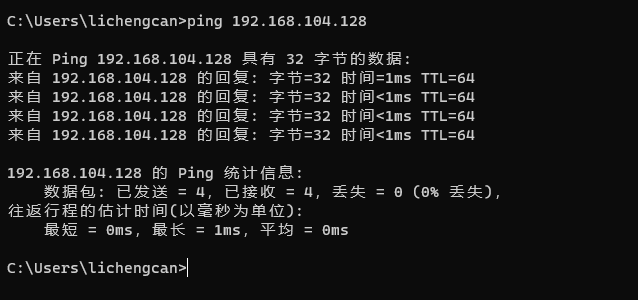 C:\Users\lichengcan>ping 192.168.104.128
正在 Ping 192.168.104.128 具有 32 字节的数据:
来自 192.168.104.128 的回复: 字节=32 时间=1ms TTL=64
来自 192.168.104.128 的回复: 字节=32 时间<1ms TTL=64
来自 192.168.104.128 的回复: 字节=32 时间<1ms TTL=64
来自 192.168.104.128 的回复: 字节=32 时间<1ms TTL=64
192.168.104.128 的 Ping 统计信息:
数据包: 已发送 = 4，已接收 = 4，丢失 = 0 (0% 丢失)，
往返行程的估计时间(以毫秒为单位):
最短 = 0ms，最长 = 1ms，平均 = 0ms
C:\Users\lichengcan>